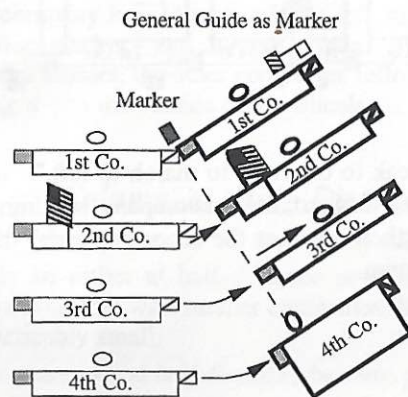 General Guide as Marker
Marker
1st Co.
1st Co.
2nd Co.
2nd Co.
3rd Co.
3rd Co.
4th Co.
4th Co.